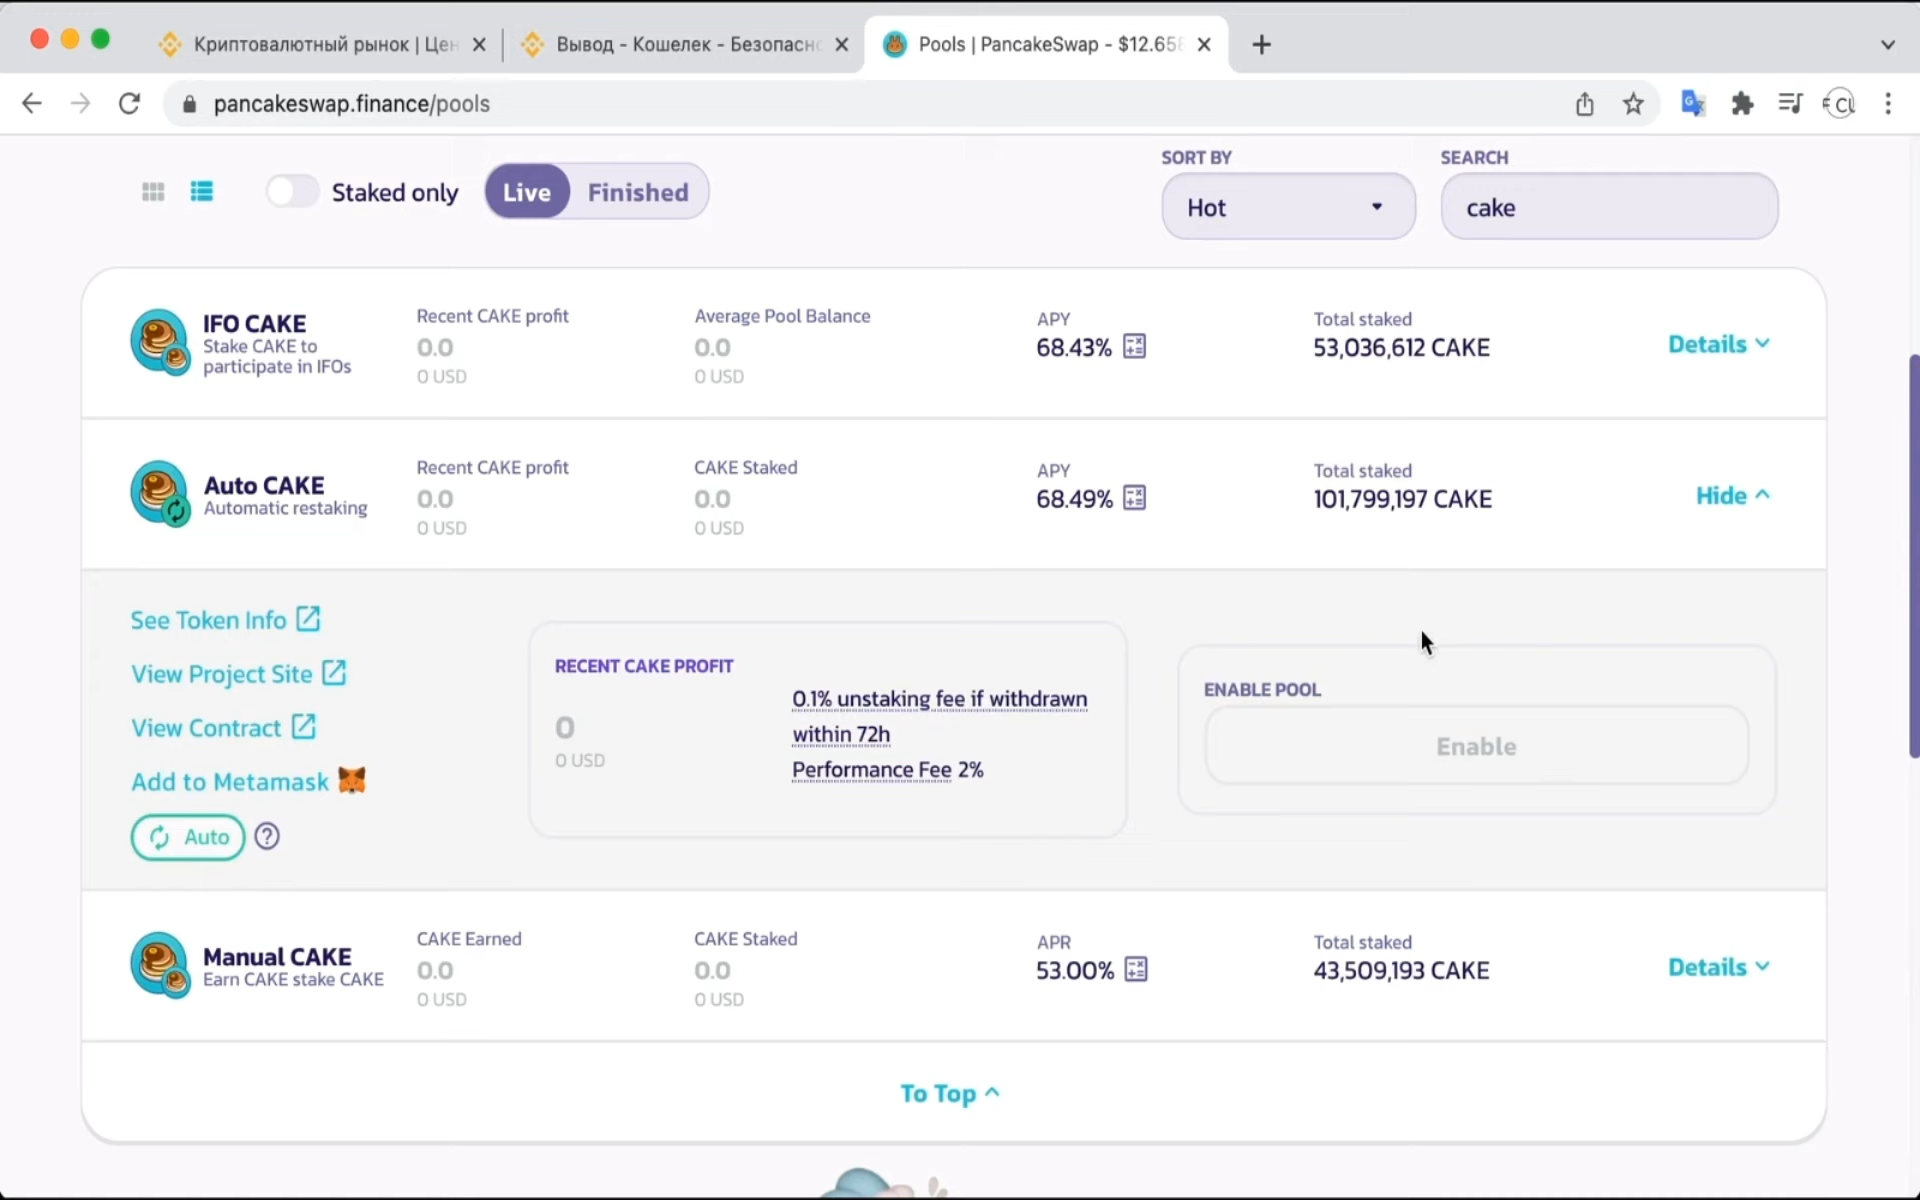 Криптовалютный рынок | Цен
Вывод - Кошелек - Безопасно
Pools | PancakeSwap - $12.658
pancakeswap.finance/pools
Staked only
Live
Finished
SORT BY
Hot
SEARCH
cake
IFO CAKE
Stake CAKE to
participate in IFOs
Recent CAKE profit
0.0
0 USD
Average Pool Balance
0.0
0 USD
APY
68.43%
Total staked
53,036,612 CAKE
Details
Auto CAKE
Automatic restaking
Recent CAKE profit
0.0
0 USD
CAKE Staked
0.0
0 USD
APY
68.49%
Total staked
101,799,197 CAKE
Hide
See Token Info
View Project Site
View Contract
Add to Metamask
Auto
RECENT CAKE PROFIT
0
0 USD
0.1% unstaking fee if withdrawn
within 72h
Performance Fee 2%
ENABLE POOL
Enable
Manual CAKE
Earn CAKE stake CAKE
CAKE Earned
0.0
0 USD
CAKE Staked
0.0
0 USD
APR
53.00%
Total staked
43,509,193 CAKE
Details
To Top